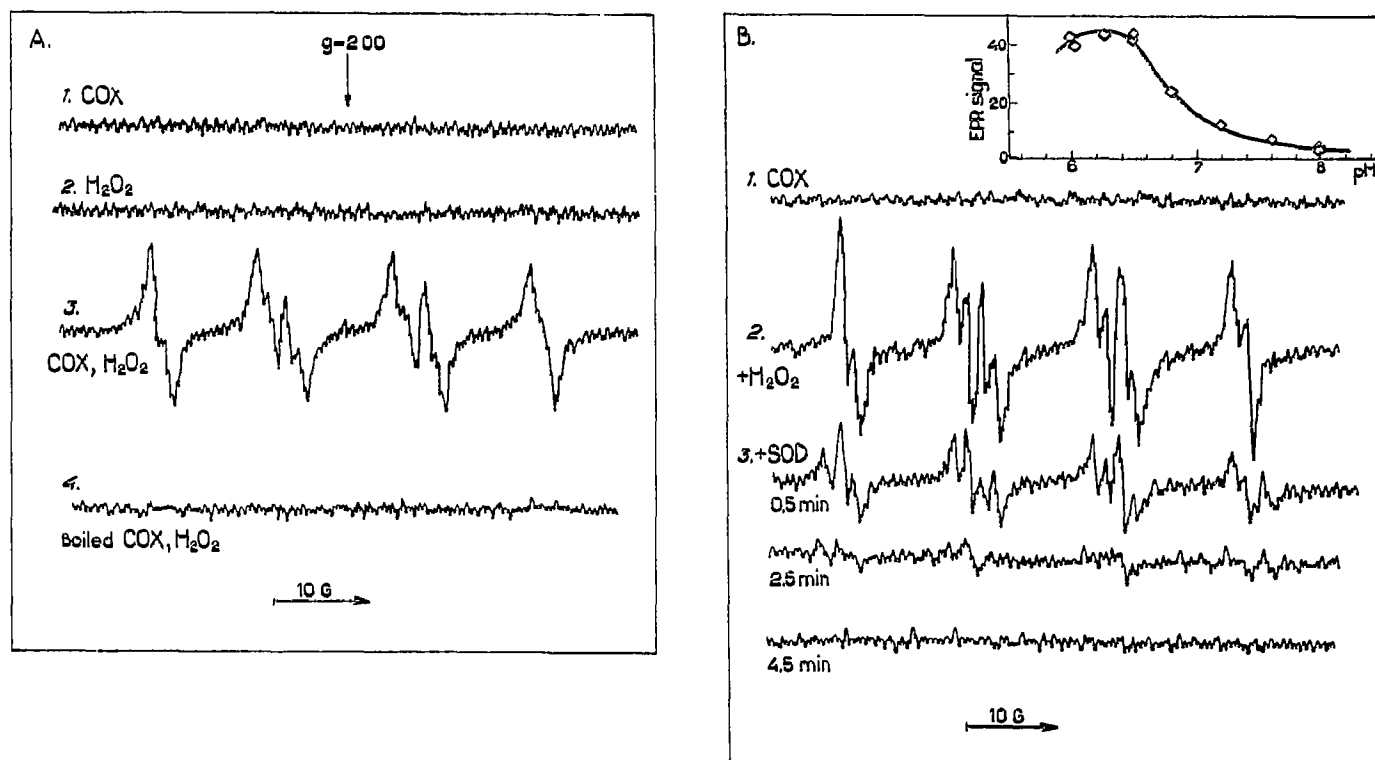 A.
g=2.00
1. COX
2. H₂O₂
3.
COX, H₂O₂
4.
Boiled COX, H₂O₂
10 G
B.
EPR signal
40
20
0
6
7
8
pH
1. COX
2.
+H₂O₂
3.+SOD
0,5 min
2.5 min
4,5 min
10 G